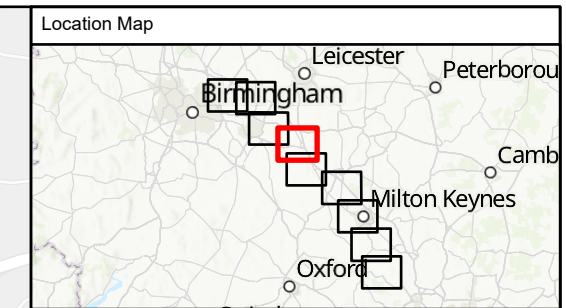 Location Map
Leicester
Peterborou
Birmingham
Camb
Milton Keynes
Oxford